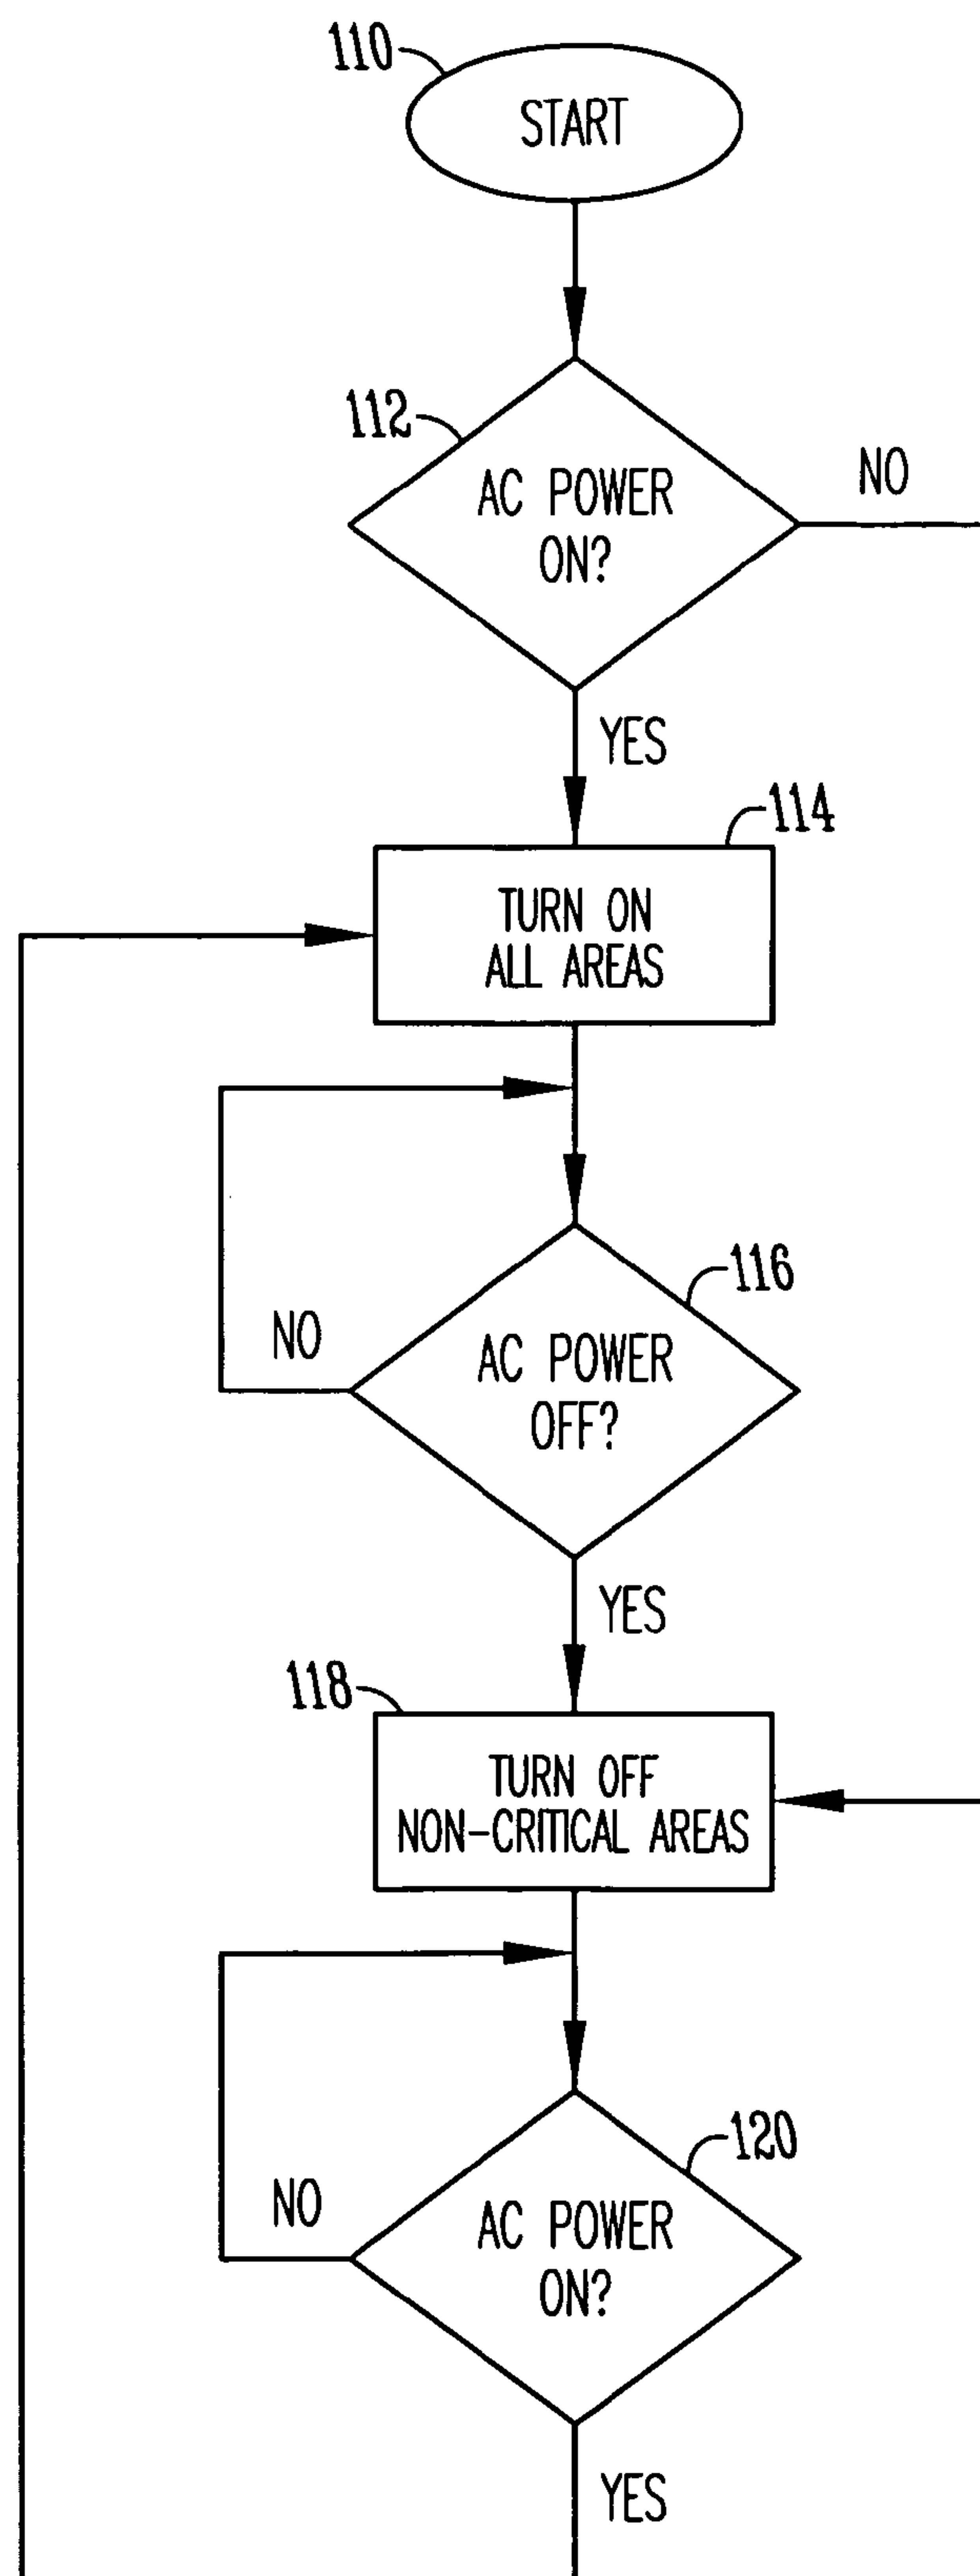 110
START
112
AC POWER
ON?
NO
YES
114
TURN ON
ALL AREAS
116
AC POWER
OFF?
NO
YES
118
TURN OFF
NON-CRITICAL AREAS
120
AC POWER
ON?
NO
YES